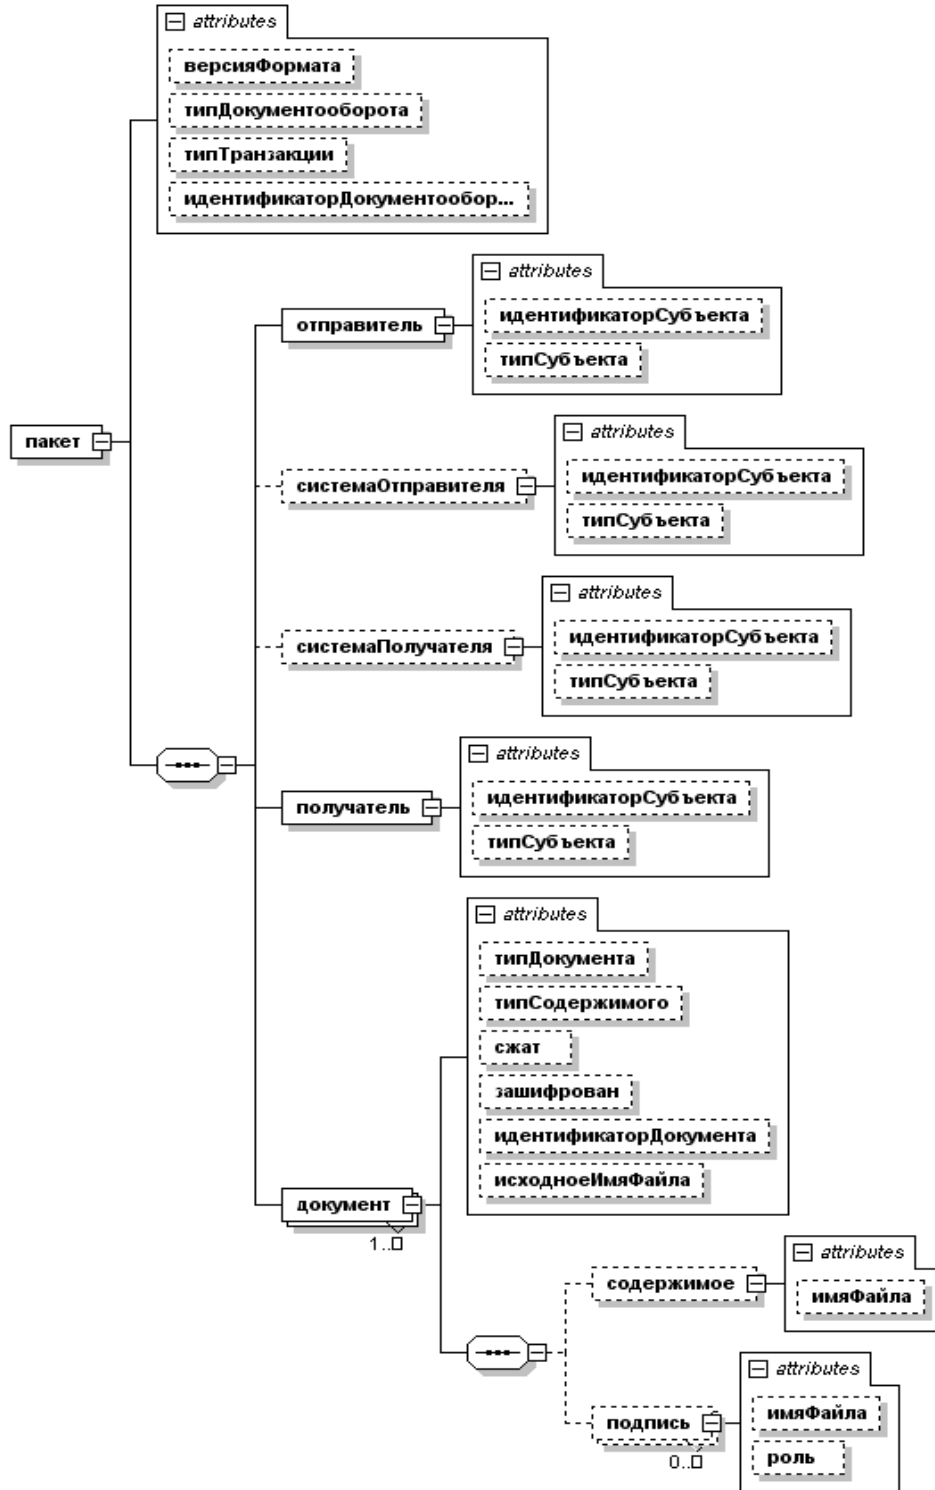 attributes
версияФормата
типДокументооборота
типТранзакции
идентификаторДокументообор...
attributes
отправитель
идентификаторСубъекта
типСубъекта
пакет
attributes
системаОтправителя
идентификаторСубъекта
типСубъекта
attributes
системаПолучателя
идентификаторСубъекта
типСубъекта
attributes
получатель
идентификаторСубъекта
типСубъекта
attributes
типДокумента
типСодержимого
сжат
зашифрован
идентификаторДокумента
исходноеИмяФайла
документ
1..
attributes
содержимое
имяФайла
attributes
подпись
имяФайла
роль
0..